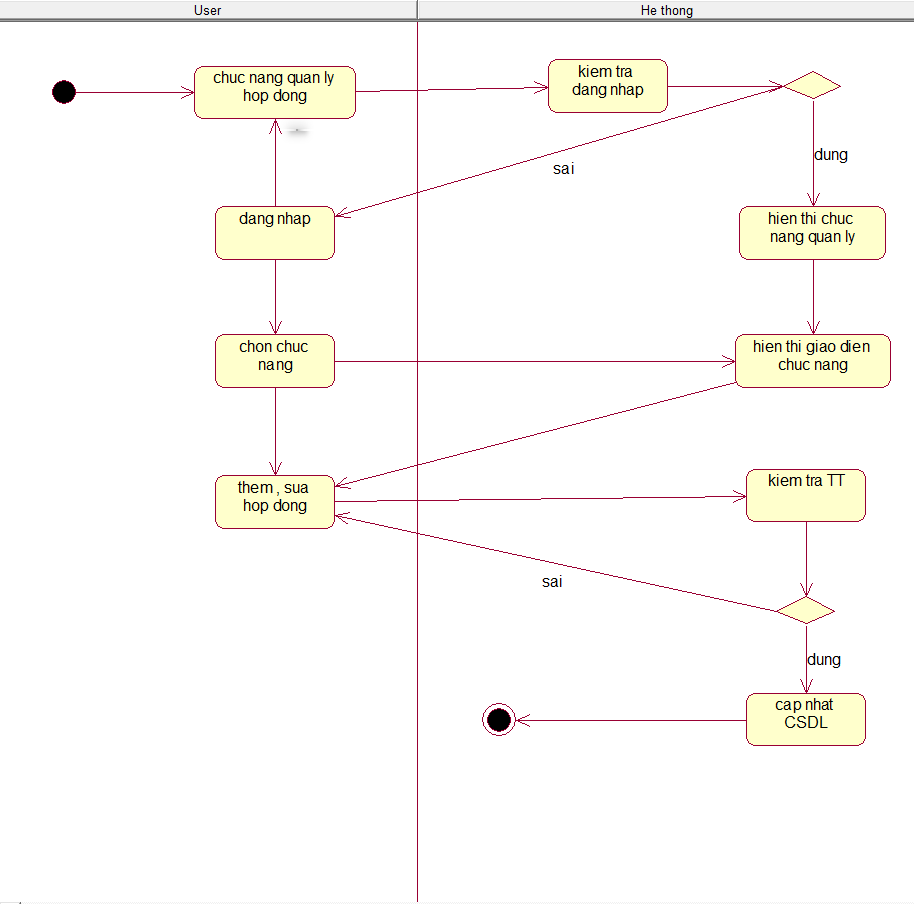 User
He thong
chuc nang quan ly
hop dong
kiem tra
dang nhap
sai
dung
dang nhap
hien thi chuc
nang quan ly
chon chuc
nang
hien thi giao dien
chuc nang
them , sua
hop dong
kiem tra TT
sai
dung
cap nhat
CSDL